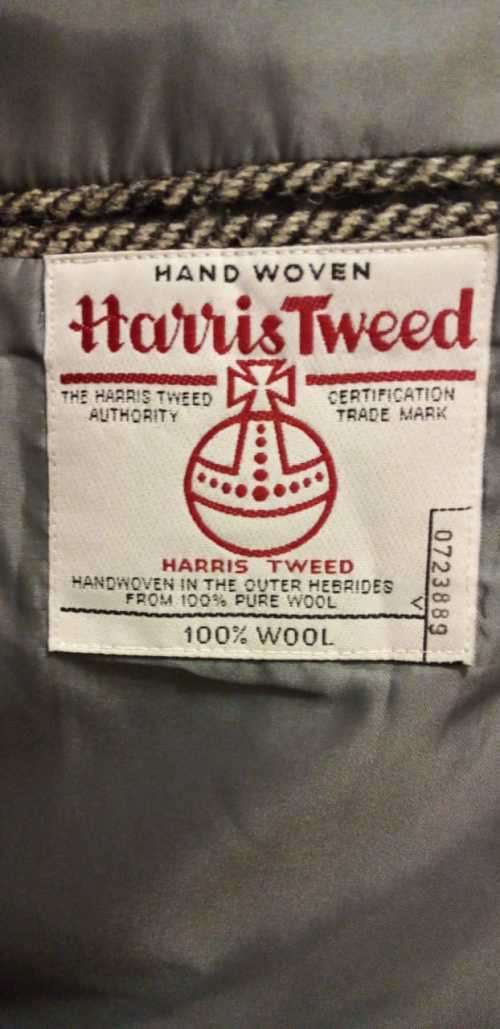 HAND WOVEN
Harris Tweed
THE HARRIS TWEED
AUTHORITY
CERTIFICATION
TRADE MARK
HARRIS TWEED
HANDWOVEN IN THE OUTER HEBRIDES
FROM 100% PURE WOOL
100% WOOL
V 0723889